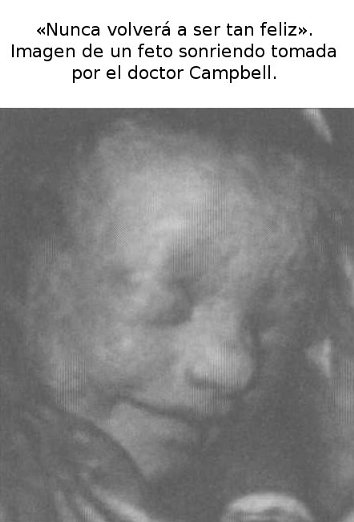 «Nunca volverá a ser tan feliz».
Imagen de un feto sonriendo tomada
por el doctor Campbell.